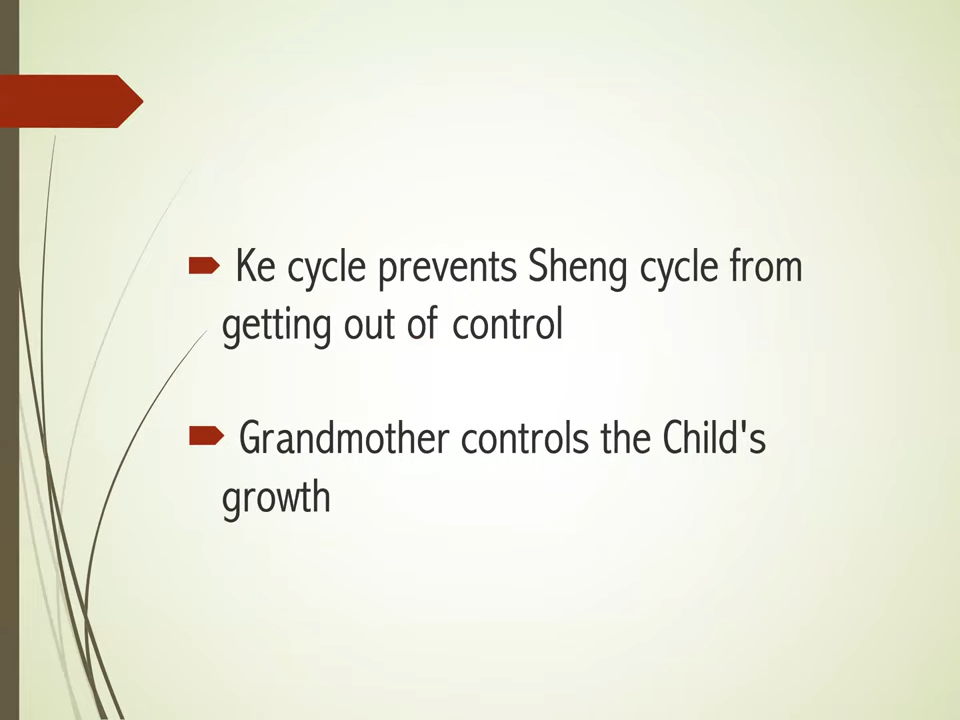 Ke cycle prevents Sheng cycle from
getting out of control
Grandmother controls the Child's
growth